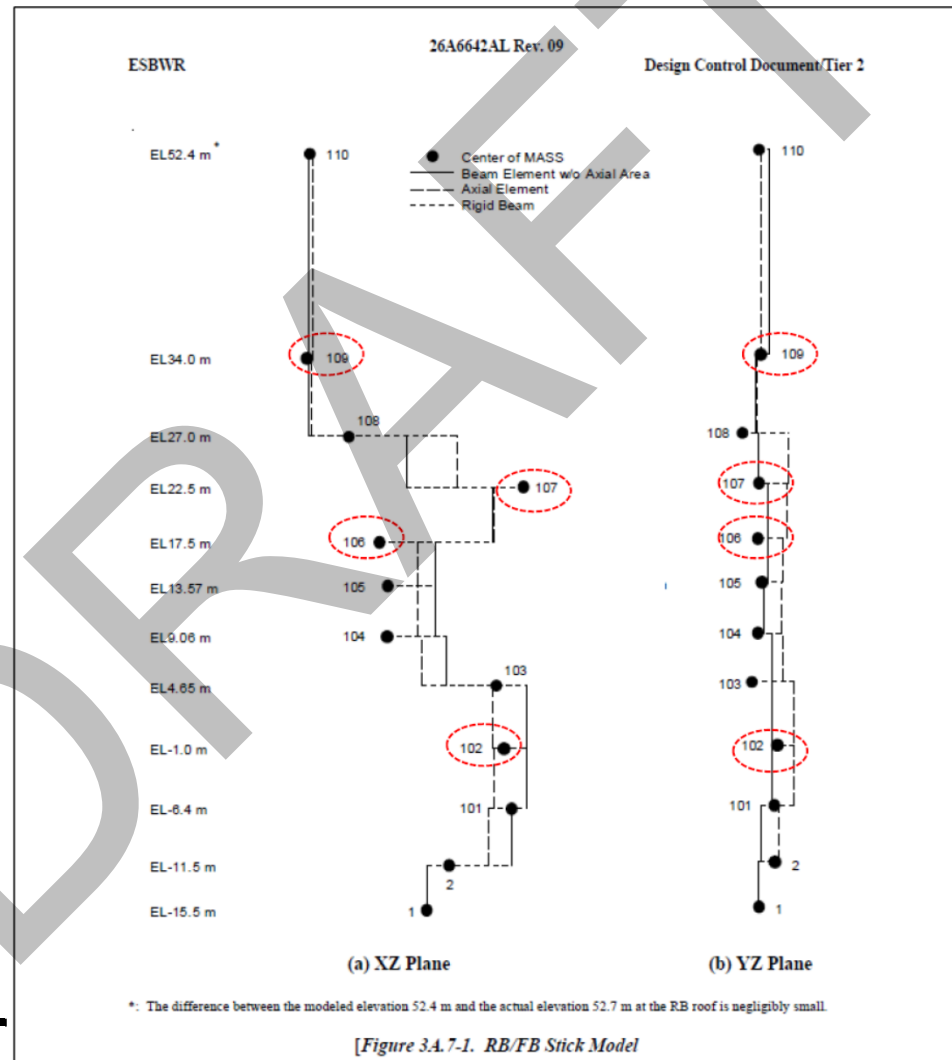 26A6642AL Rev. 09
ESBWR
Design Control Document/Tier 2
EL52.4 m*
110
Center of MASS
Beam Element w/o Axial Area
Axial Element
Rigid Beam
110
EL34.0 m
109
109
EL27.0 m
108
108
EL22.5 m
107
107
EL17.5 m
106
106
EL13.57 m
105
105
EL9.06 m
104
104
EL4.65 m
103
103
EL-1.0 m
102
102
EL-6.4 m
101
101
EL-11.5 m
2
2
EL-15.5 m
1
1
(a) XZ Plane
(b) YZ Plane
*: The difference between the modeled elevation 52.4 m and the actual elevation 52.7 m at the RB roof is negligibly small.
[Figure 3A.7-1. RB/FB Stick Model
DRAFT